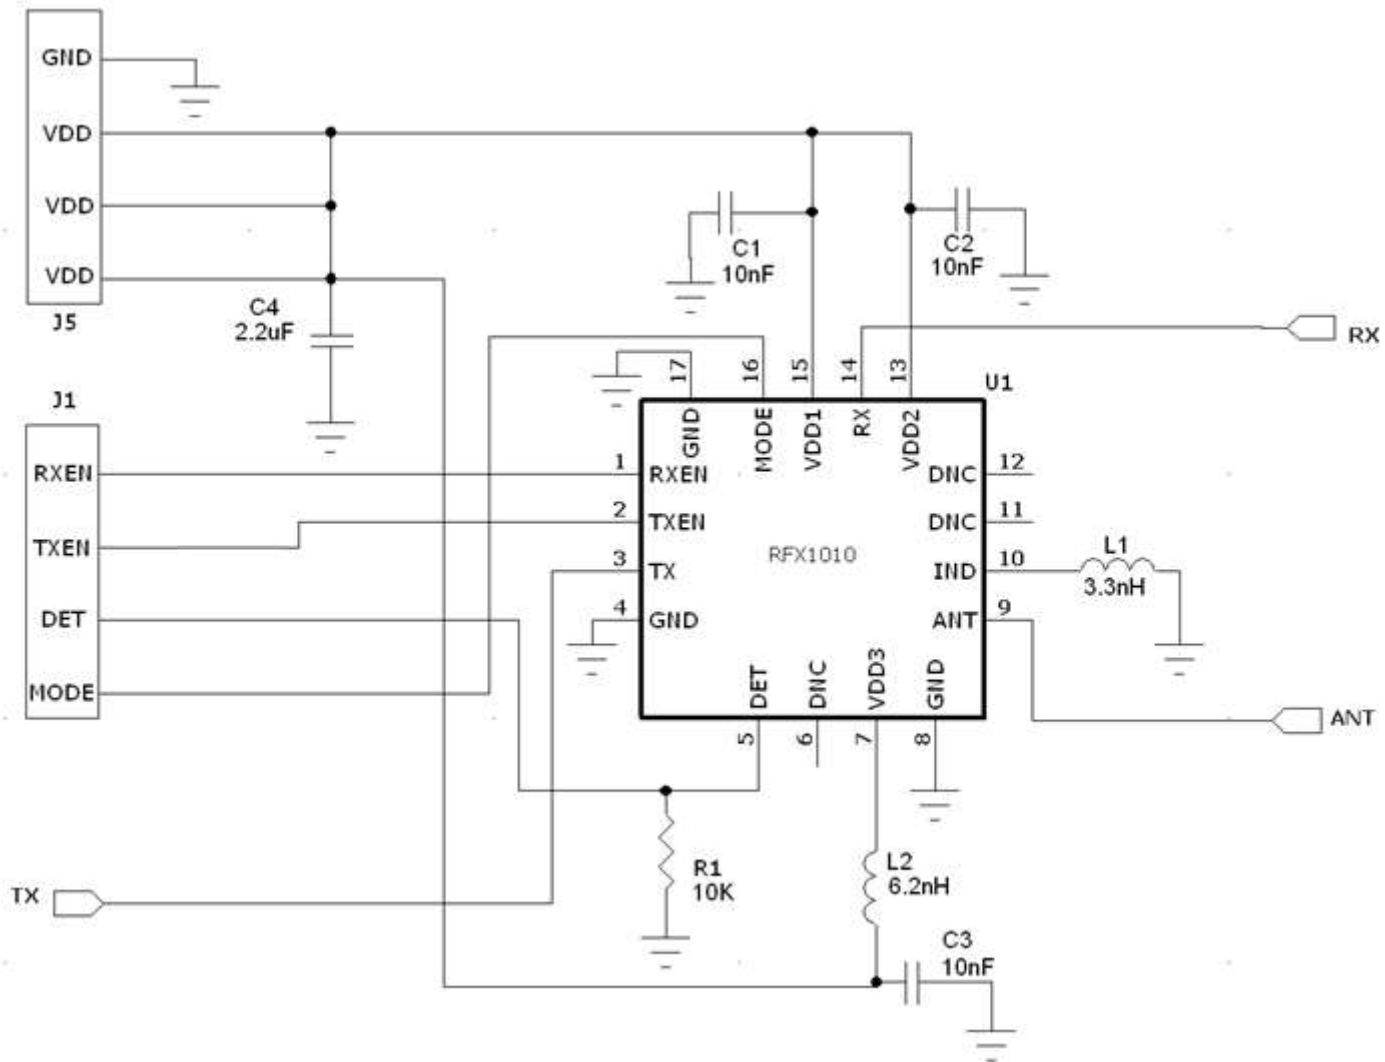 GND
VDD
VDD
VDD
J5
C4
2.2uF
C1
10nF
C2
10nF
RX
J1
RXEN
TXEN
DET
MODE
17
16
15
14
13
U1
GND
MODE
VDD1
RX
VDD2
1
RXEN
2
TXEN
3
TX
4
GND
RFX1010
DNC
12
DNC
11
IND
10
ANT
9
L1
3.3nH
DET
DNC
VDD3
GND
5
6
7
8
ANT
R1
10K
L2
6.2nH
TX
C3
10nF